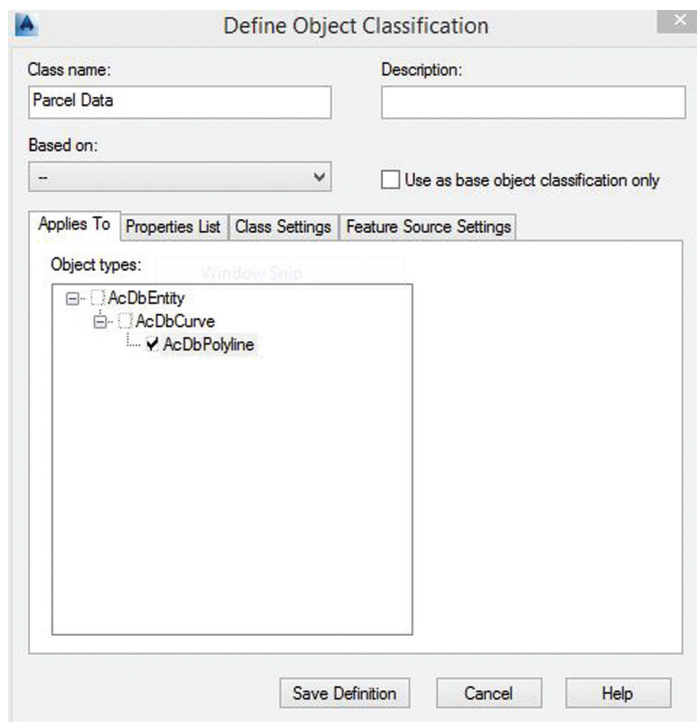 Define Object Classification
Class name:
Description:
Parcel Data
Based on:
--
Use as base object classification only
Applies To
Properties List
Class Settings
Feature Source Settings
Object types:
Window Snip
AcDbEntity
AcDbCurve
AcDbPolyline
Save Definition
Cancel
Help